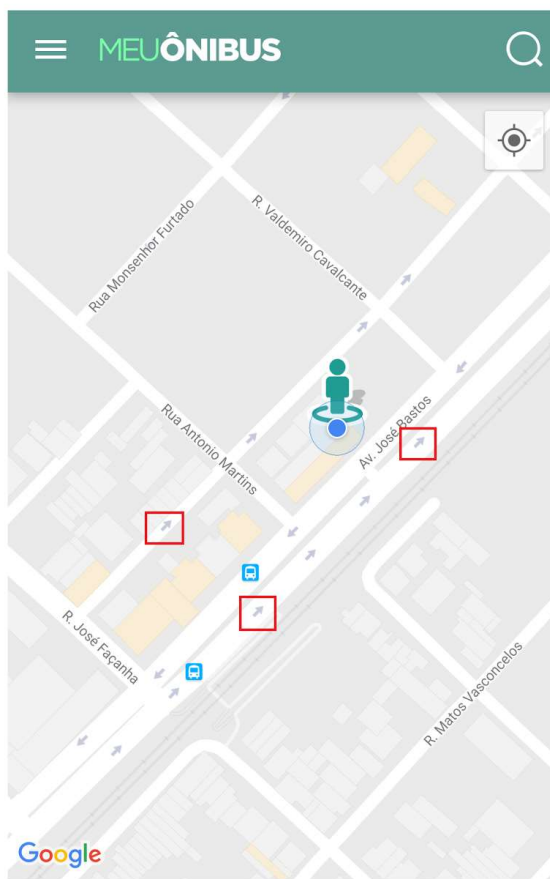 MEUÔNIBUS
Rua Monsenhor Furtado
R. Valdemiro Cavalcante
Rua Antonio Martins
Av. José Bastos
R. José Façanha
R. Matos Vasconcelos
Google